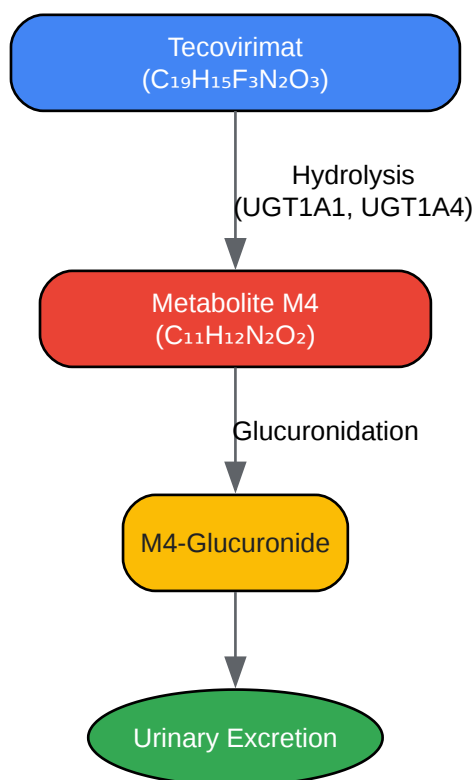 Tecovirimat
(C₁₉H₁₅F₃N₂O₃)
Hydrolysis
(UGT1A1, UGT1A4)
Metabolite M4
(C₁₁H₁₂N₂O₂)
Glucuronidation
M4-Glucuronide
Urinary Excretion